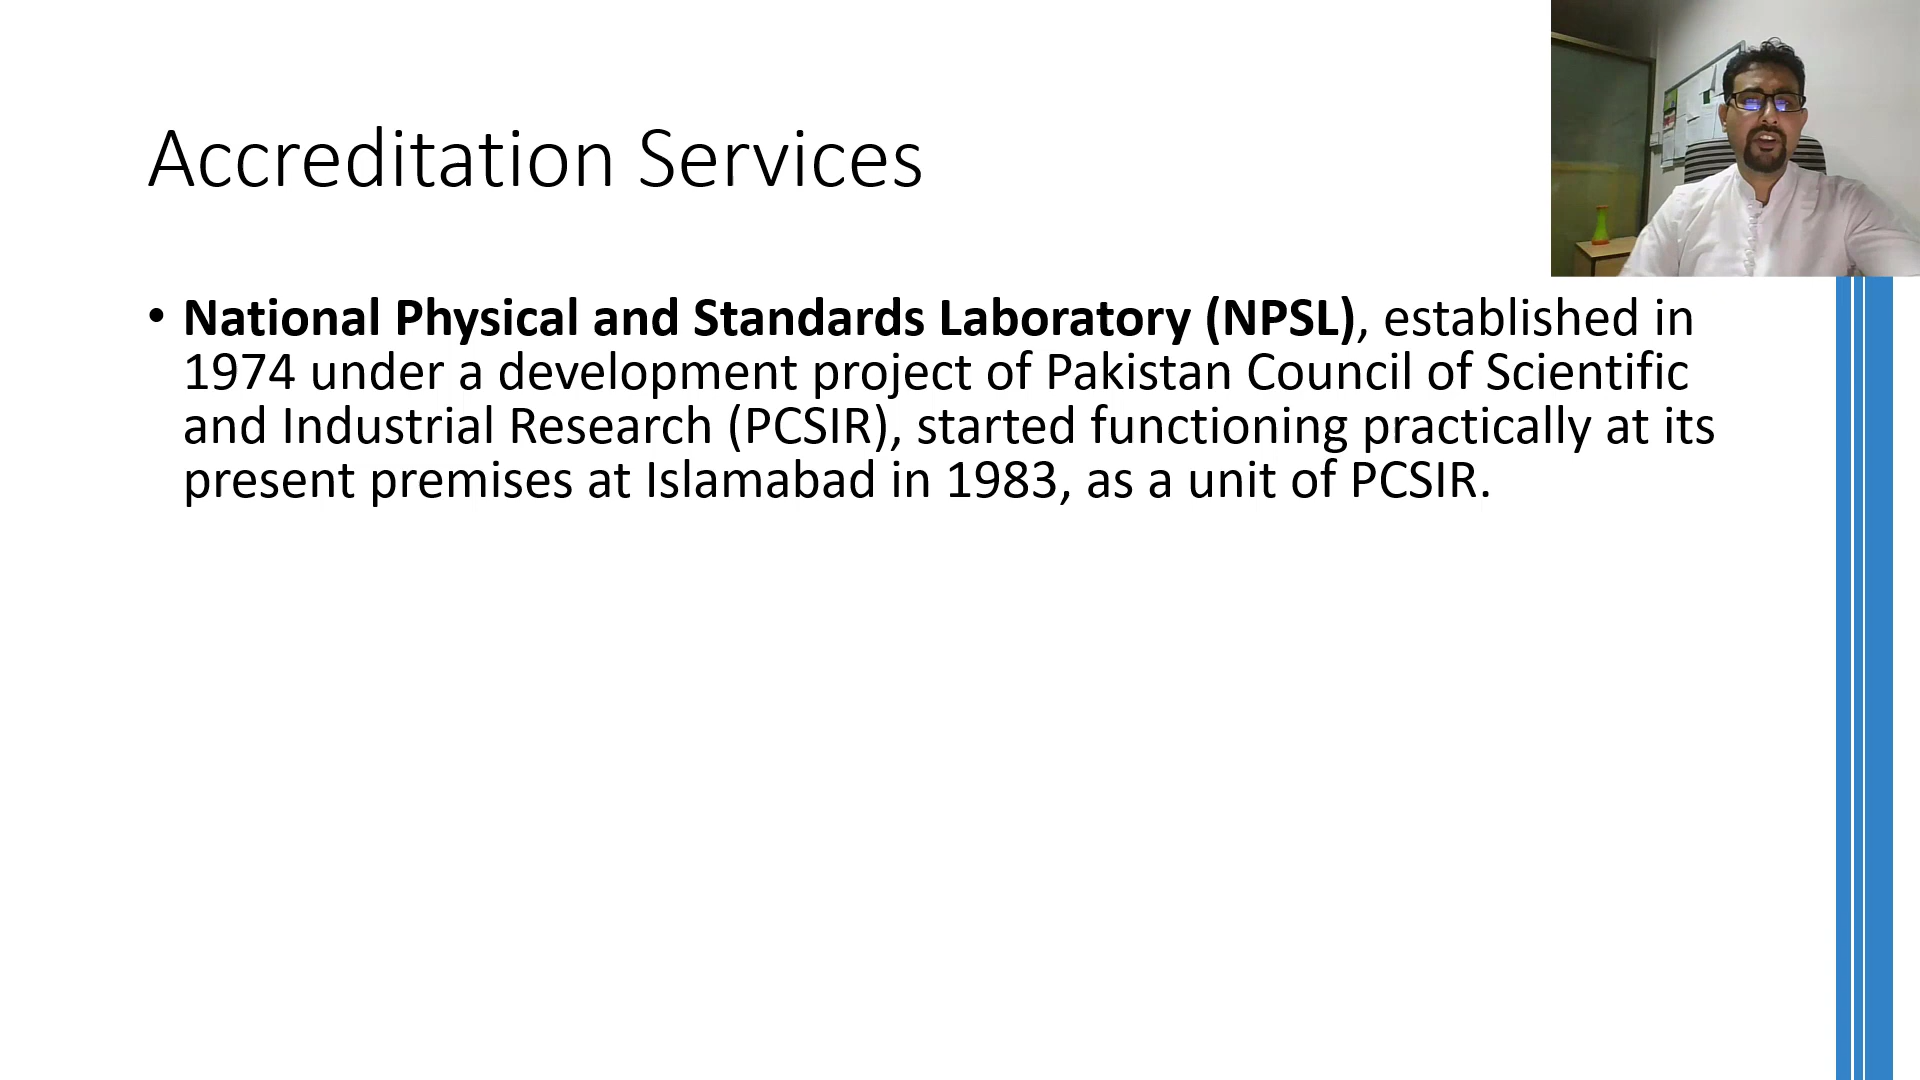 Accreditation Services
• National Physical and Standards Laboratory (NPSL), established in
1974 under a development project of Pakistan Council of Scientific
and Industrial Research (PCSIR), started functioning practically at its
present premises at Islamabad in 1983, as a unit of PCSIR.